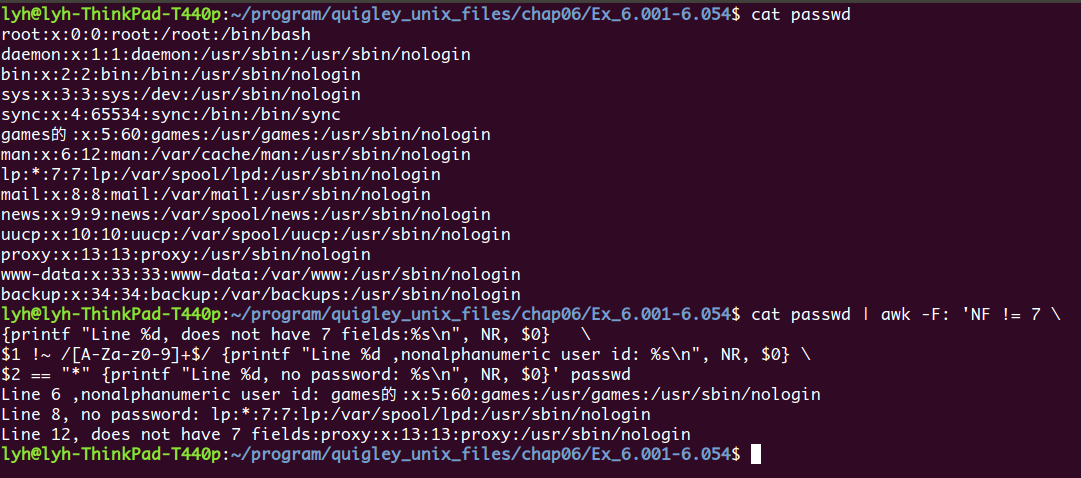 lyh@lyh-ThinkPad-T440p:~/program/quigley_unix_files/chap06/Ex_6.001-6.054$ cat passwd
root:x:0:0:root:/root:/bin/bash
daemon:x:1:1:daemon:/usr/sbin:/usr/sbin/nologin
bin:x:2:2:bin:/bin:/usr/sbin/nologin
sys:x:3:3:sys:/dev:/usr/sbin/nologin
sync:x:4:65534:sync:/bin:/bin/sync
games的:x:5:60:games:/usr/games:/usr/sbin/nologin
man:x:6:12:man:/var/cache/man:/usr/sbin/nologin
lp:*:7:7:lp:/var/spool/lpd:/usr/sbin/nologin
mail:x:8:8:mail:/var/mail:/usr/sbin/nologin
news:x:9:9:news:/var/spool/news:/usr/sbin/nologin
uucp:x:10:10:uucp:/var/spool/uucp:/usr/sbin/nologin
proxy:x:13:13:proxy:/usr/sbin/nologin
www-data:x:33:33:www-data:/var/www:/usr/sbin/nologin
backup:x:34:34:backup:/var/backups:/usr/sbin/nologin
lyh@lyh-ThinkPad-T440p:~/program/quigley_unix_files/chap06/Ex_6.001-6.054$ cat passwd | awk -F: 'NF != 7 \
{printf "Line %d, does not have 7 fields:%s\n", NR, $0}   \
$1 !~ /[A-Za-z0-9]+$/ {printf "Line %d ,nonalphanumeric user id: %s\n", NR, $0} \
$2 == "*" {printf "Line %d, no password: %s\n", NR, $0}' passwd
Line 6 ,nonalphanumeric user id: games的:x:5:60:games:/usr/games:/usr/sbin/nologin
Line 8, no password: lp:*:7:7:lp:/var/spool/lpd:/usr/sbin/nologin
Line 12, does not have 7 fields:proxy:x:13:13:proxy:/usr/sbin/nologin
lyh@lyh-ThinkPad-T440p:~/program/quigley_unix_files/chap06/Ex_6.001-6.054$